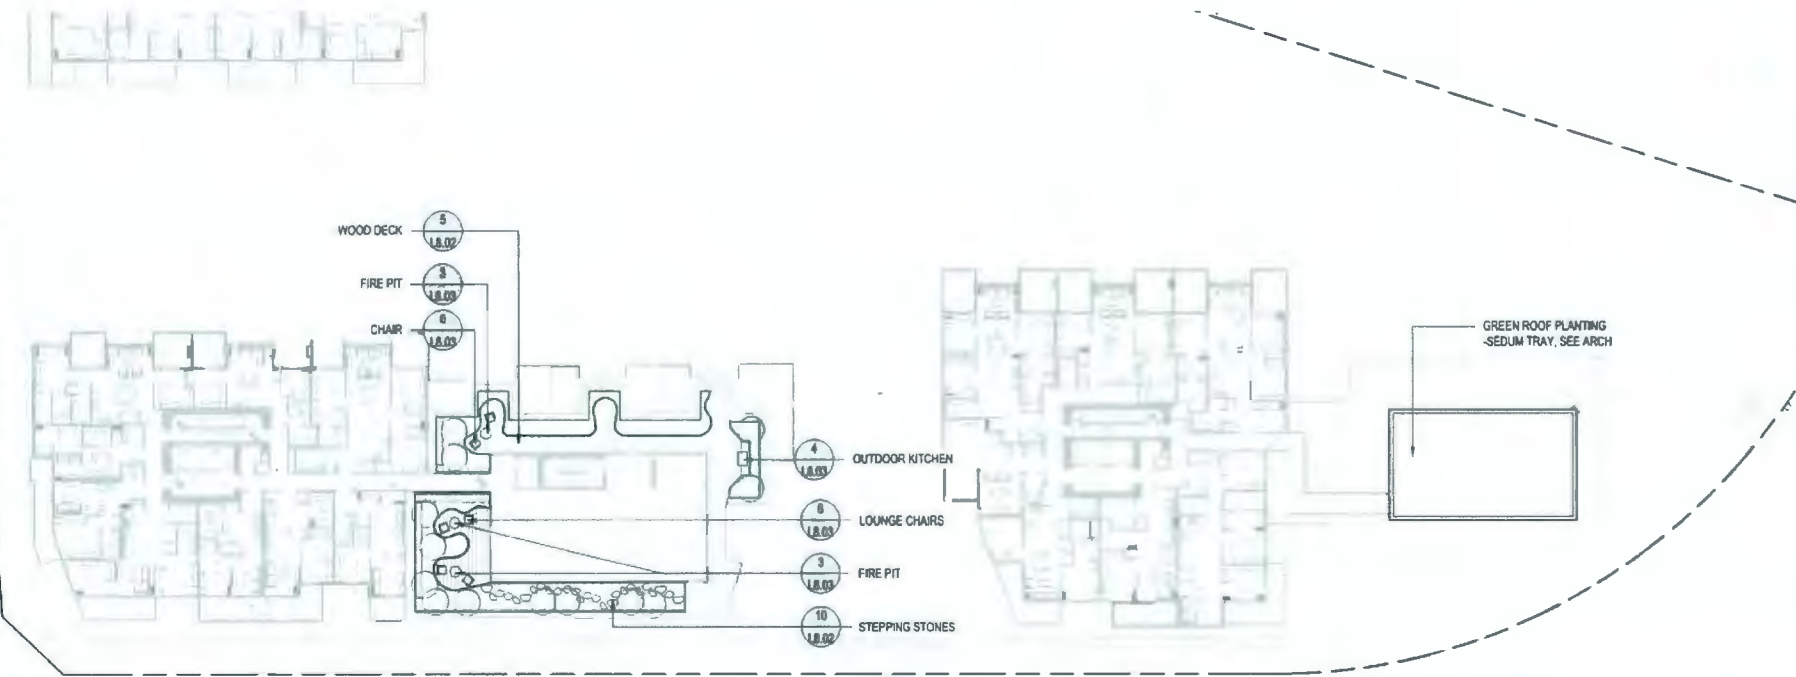 5
WOOD DECK
L8.02
3
FIRE PIT
L8.03
6
CHAIR
L8.03
GREEN ROOF PLANTING
-SEDUM TRAY, SEE ARCH
4
OUTDOOR KITCHEN
L8.03
6
LOUNGE CHAIRS
L8.03
3
FIRE PIT
L8.03
10
STEPPING STONES
L8.02